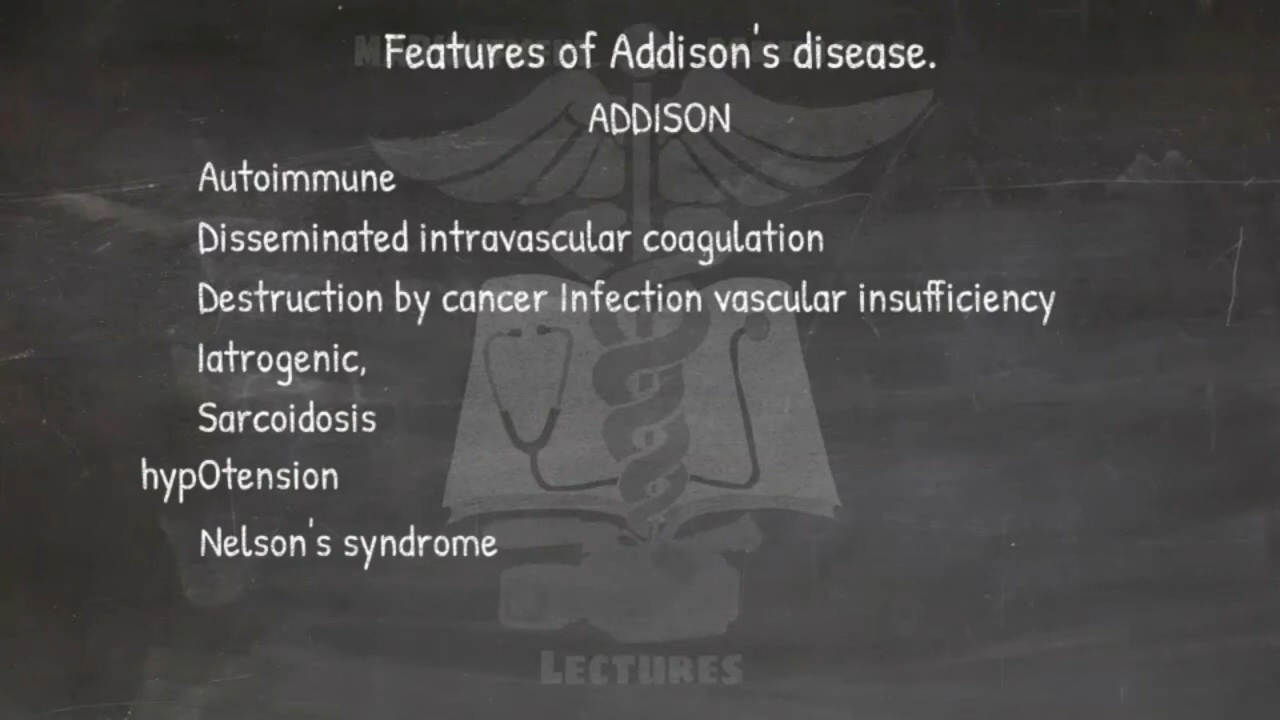 Features of Addison's disease.
ADDISON
Autoimmune
Disseminated intravascular coagulation
Destruction by cancer Infection vascular insufficiency
Iatrogenic,
Sarcoidosis
hypOtension
Nelson's syndrome
LECTURES